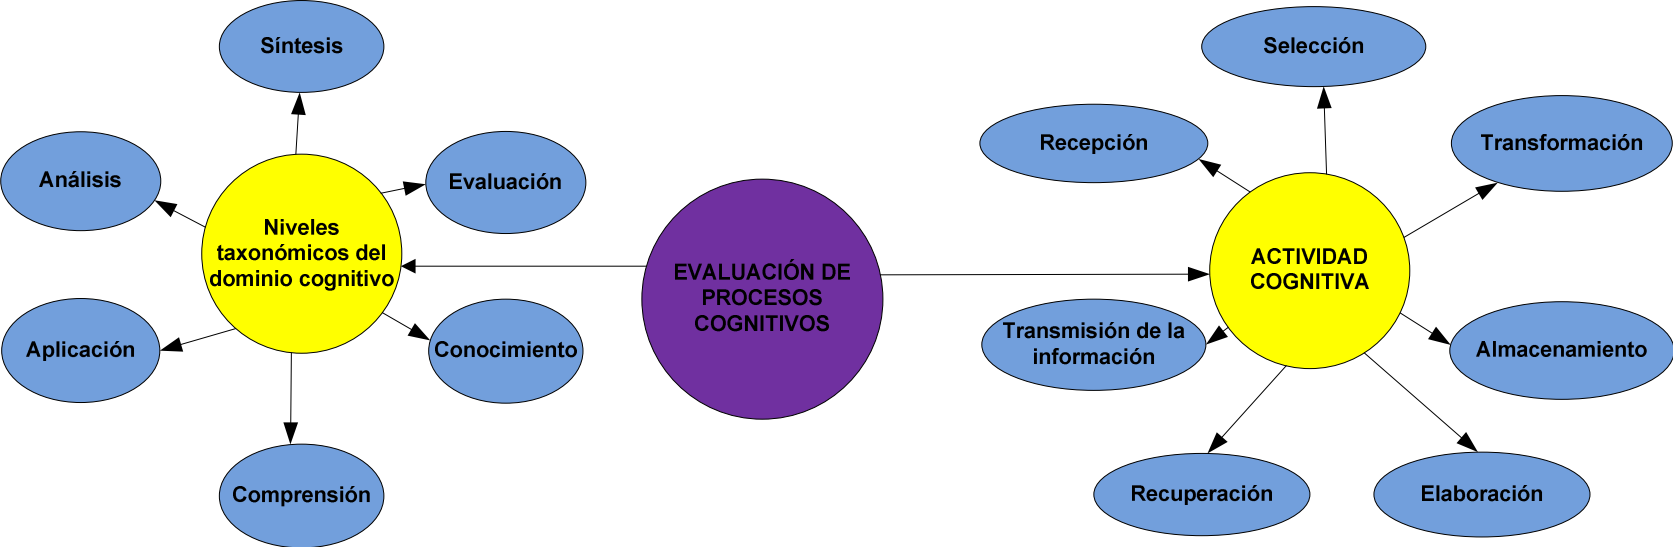 Síntesis
Análisis
Evaluación
Niveles
taxonómicos del
dominio cognitivo
Aplicación
Conocimiento
Comprensión
EVALUACIÓN DE
PROCESOS
COGNITIVOS
Selección
Recepción
Transformación
ACTIVIDAD
COGNITIVA
Transmisión de la
información
Almacenamiento
Recuperación
Elaboración